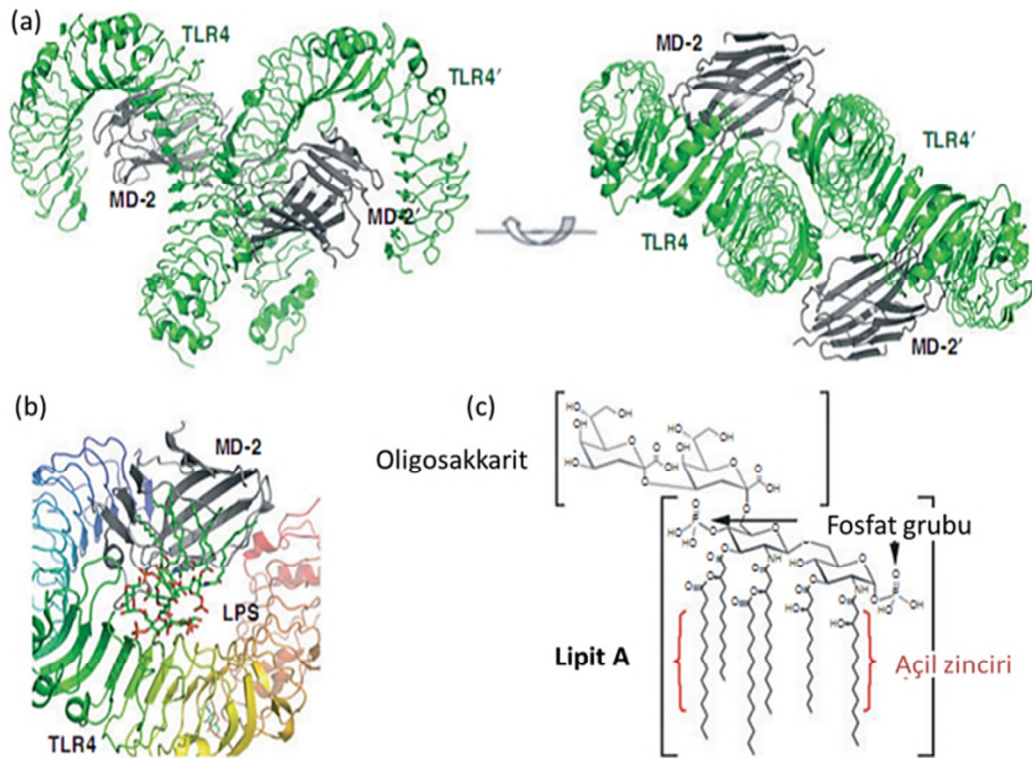 (a)
TLR4
TLR4′
MD-2
MD-2′
MD-2
TLR4′
TLR4
MD-2′
(b)
MD-2
LPS
TLR4
(c)
Oligosakkarit
Fosfat grubu
Lipit A
Açil zinciri